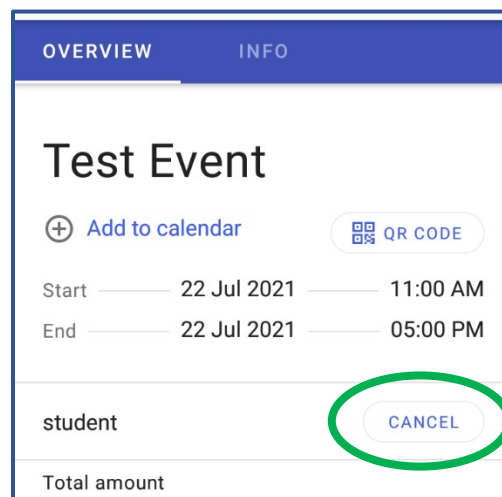 OVERVIEW INFO
Test Event
Add to calendar QR CODE
Start 22 Jul 2021 11:00 AM
End 22 Jul 2021 05:00 PM
student CANCEL
Total amount